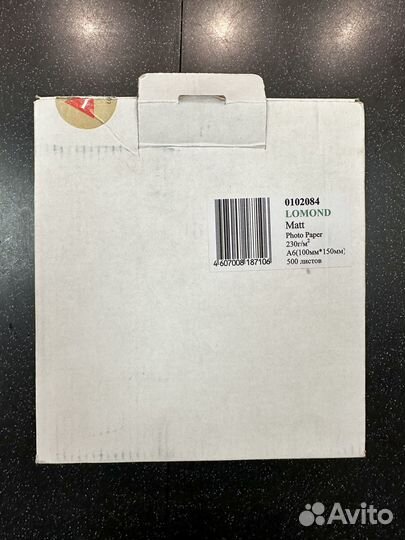 0102084
LOMOND
Matt
Photo Paper
230г/м²
А6(100мм*150мм)
500 листов
4 607008 187106
Avito